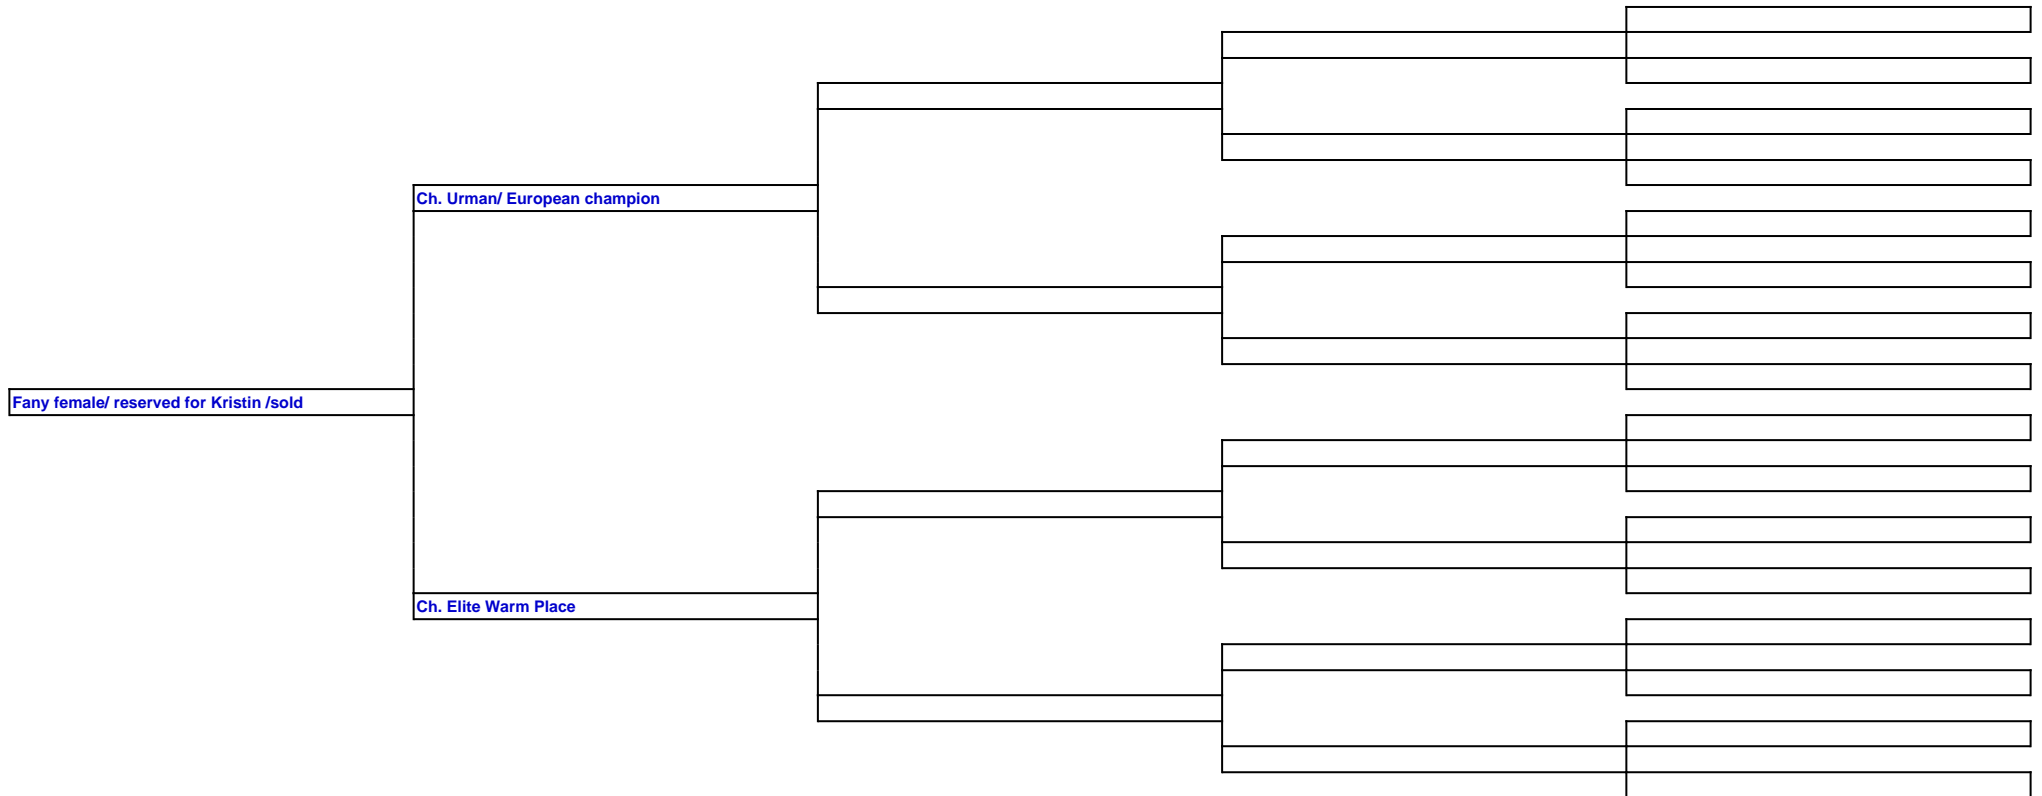 Ch. Urman/ European champion
Fany female/ reserved for Kristin /sold
Ch. Elite Warm Place